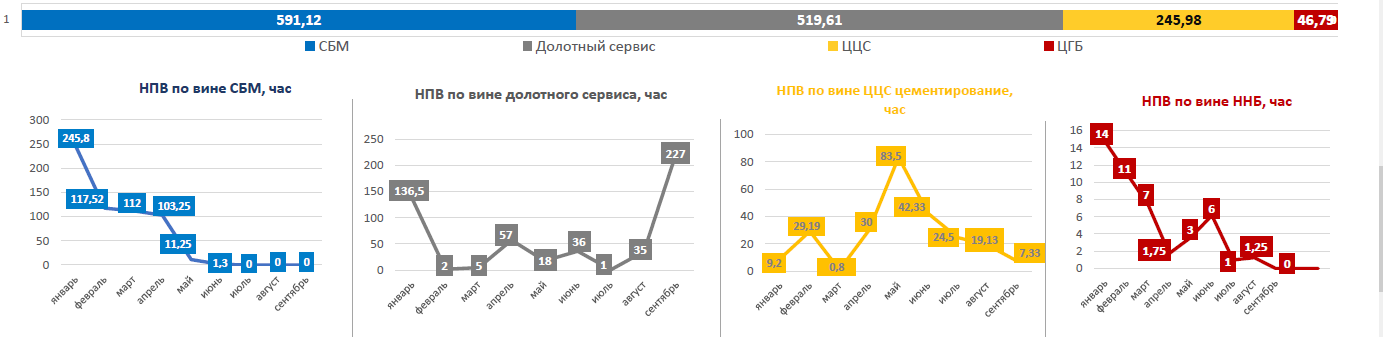 1
591,12 519,61 245,98 46,79
СБМ Долотный сервис ЦЦС ЦГБ
НПВ по вине СБМ, час
300
250
200
150
100
50
0
245,8
117,52
112
103,25
11,25
1,3
0
0
0
январь
февраль
март
апрель
май
июнь
июль
август
сентябрь
НПВ по вине долотного сервиса, час
250
200
150
100
50
0
136,5
2
5
57
18
36
1
35
227
январь
февраль
март
апрель
май
июнь
июль
август
сентябрь
НПВ по вине ЦЦС цементирование,
час
100
80
60
40
20
0
9,2
29,19
0,8
30
83,5
42,33
24,5
19,13
7,33
январь
февраль
март
апрель
май
июнь
июль
август
сентябрь
НПВ по вине ННБ, час
16
14
12
10
8
6
4
2
0
14
11
7
1,75
3
6
1
1,25
0
январь
февраль
март
апрель
май
июнь
июль
август
сентябрь